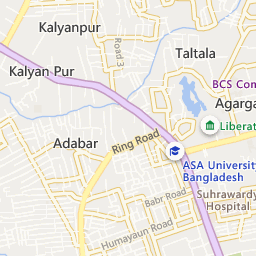 Kalyanpur
Road 3
Taltala
Kalyan Pur
BCS Com
Agarga
Liberat
Adabar
Ring Road
ASA University
Bangladesh
Babr Road
Suhrawardy
Hospital
Humayaun Road